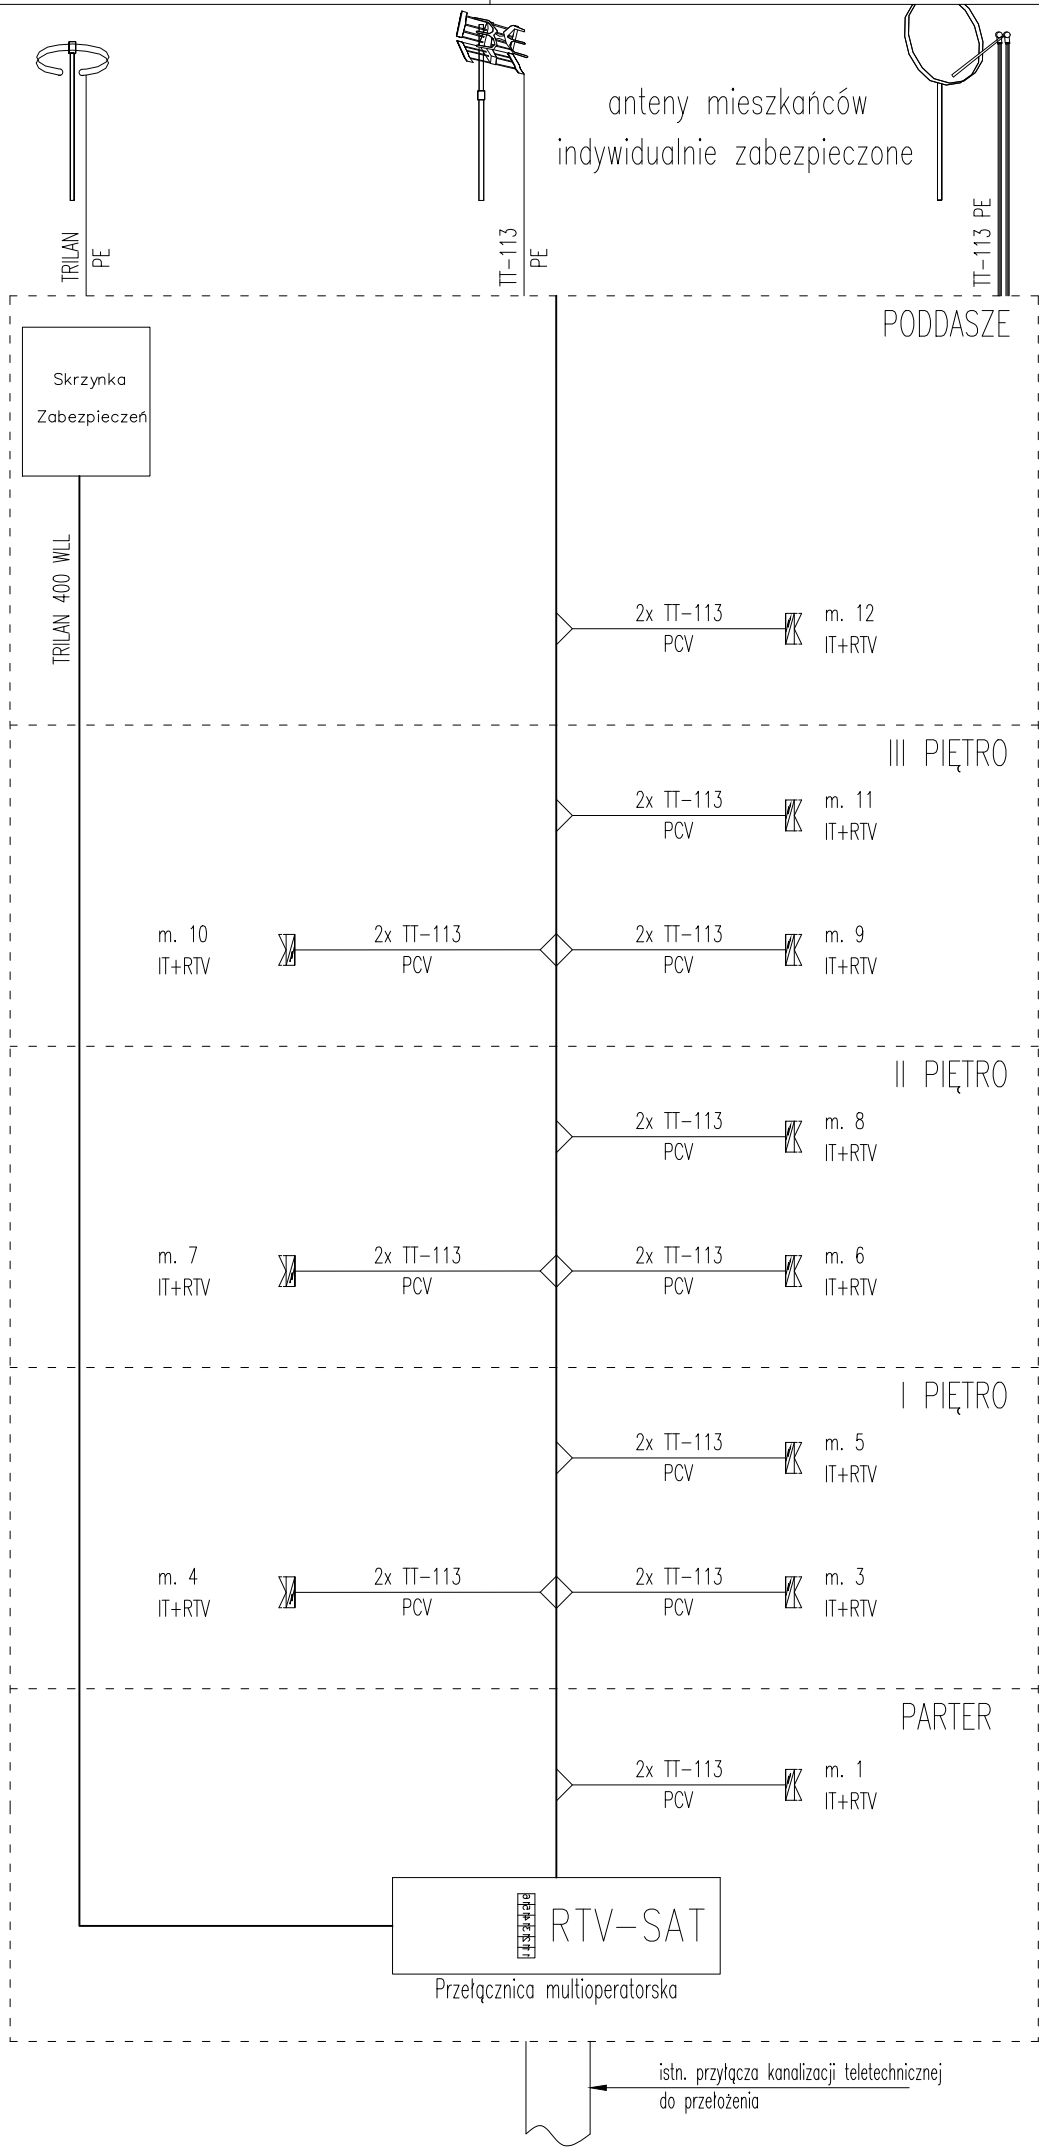 anteny mieszkańców
indywidualnie zabezpieczone
TRILAN
PE
TT-113
PE
TT-113 PE
PODDASZE
Skrzynka
Zabezpieczeń
TRILAN 400 WLL
2x TT-113
PCV
m. 12
IT+RTV
III PIĘTRO
2x TT-113
PCV
m. 11
IT+RTV
m. 10
IT+RTV
2x TT-113
PCV
2x TT-113
PCV
m. 9
IT+RTV
II PIĘTRO
2x TT-113
PCV
m. 8
IT+RTV
m. 7
IT+RTV
2x TT-113
PCV
2x TT-113
PCV
m. 6
IT+RTV
I PIĘTRO
2x TT-113
PCV
m. 5
IT+RTV
m. 4
IT+RTV
2x TT-113
PCV
2x TT-113
PCV
m. 3
IT+RTV
PARTER
2x TT-113
PCV
m. 1
IT+RTV
RTV-SAT
Przełącznica multioperatorska
istn. przyłącza kanalizacji teletechnicznej
do przełożenia